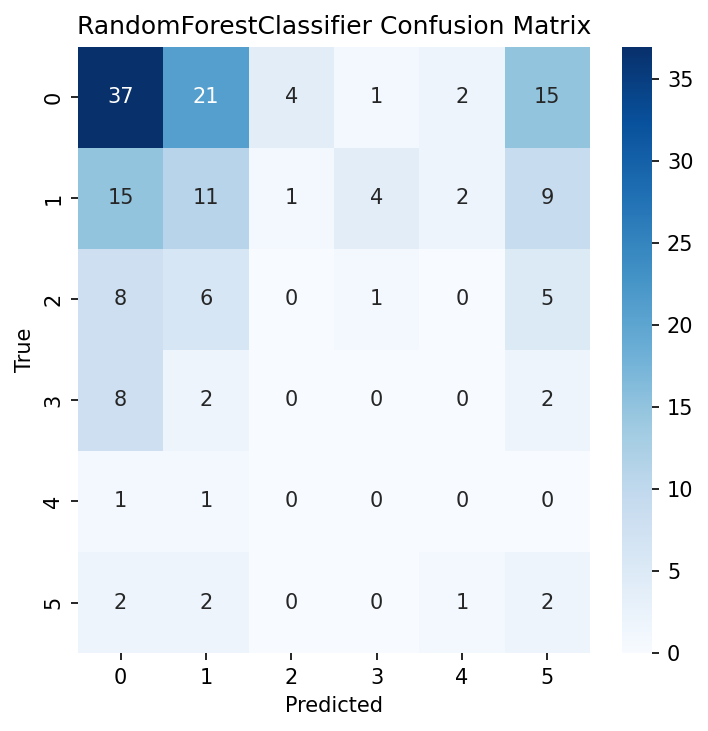 RandomForestClassifier Confusion Matrix
0 37 21 4 1 2 15
1 15 11 1 4 2 9
2 8 6 0 1 0 5
3 8 2 0 0 0 2
4 1 1 0 0 0 0
5 2 2 0 0 1 2
0 1 2 3 4 5
Predicted
True
35
30
25
20
15
10
5
0